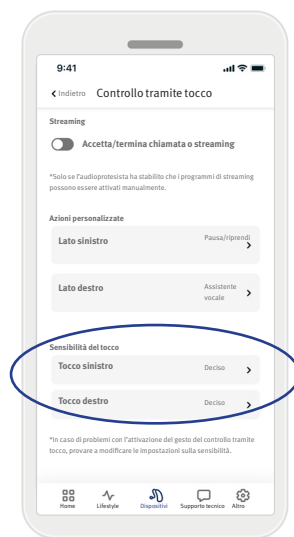 9:41
Indietro Controllo tramite tocco
Streaming
Accetta/termina chiamata o streaming
*Solo se l'audioprotesista ha stabilito che i programmi di streaming
possono essere attivati manualmente.
Azioni personalizzate
Lato sinistro Pausa/riprendi
Lato destro Assistente
vocale
Sensibilità del tocco
Tocco sinistro Deciso
Tocco destro Deciso
*In caso di problemi con l'attivazione del gesto del controllo tramite
tocco, provare a modificare le impostazioni sulla sensibilità.
Home Lifestyle Dispositivi Supporto tecnico Altro